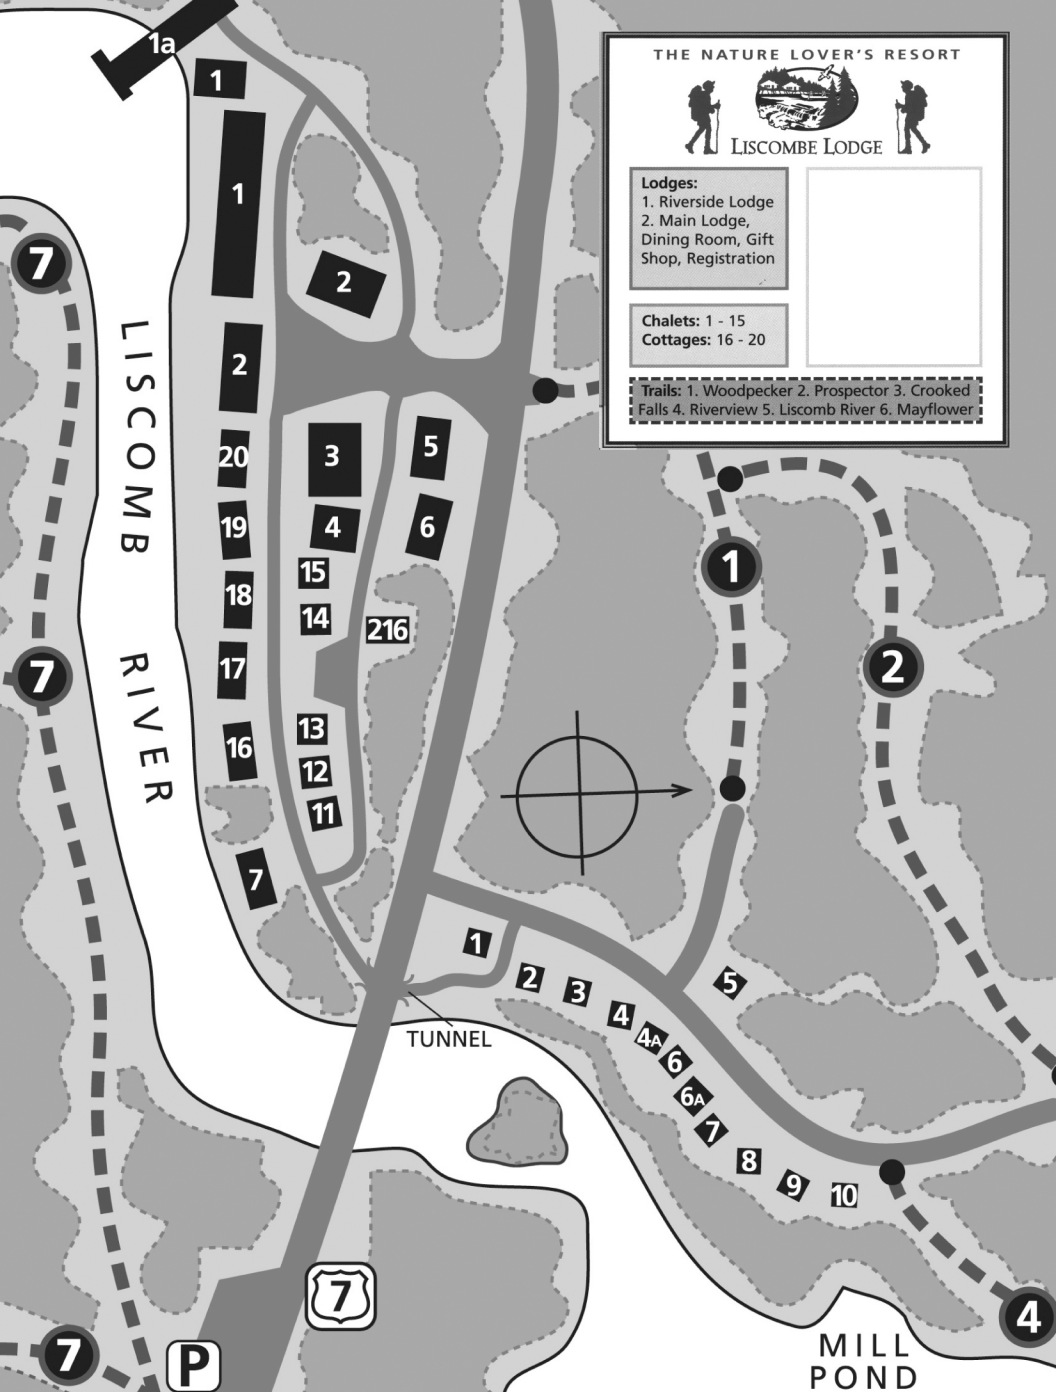 1a
1
THE NATURE LOVER'S RESORT
LISCOMBE LODGE
Lodges:
1. Riverside Lodge
2. Main Lodge,
Dining Room, Gift
Shop, Registration
Chalets: 1 - 15
Cottages: 16 - 20
Trails: 1. Woodpecker 2. Prospector 3. Crooked
Falls 4. Riverview 5. Liscomb River 6. Mayflower
1
7
2
2
LISCOMB
RIVER
20
3
5
19
4
6
15
18
14
216
1
17
7
2
13
16
12
11
7
1
2
3
5
4
4A
TUNNEL
6
6A
7
8
9
10
7
4
7
P
MILL
POND